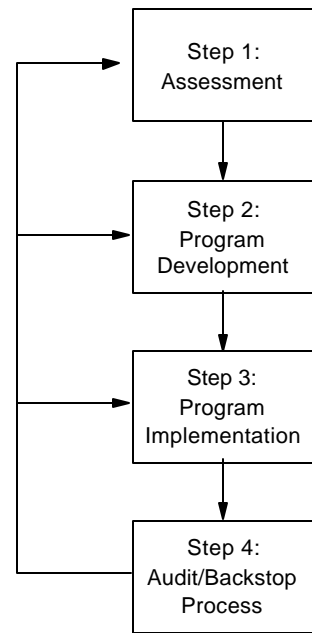 Step 1:
Assessment
Step 2:
Program
Development
Step 3:
Program
Implementation
Step 4:
Audit/Backstop
Process